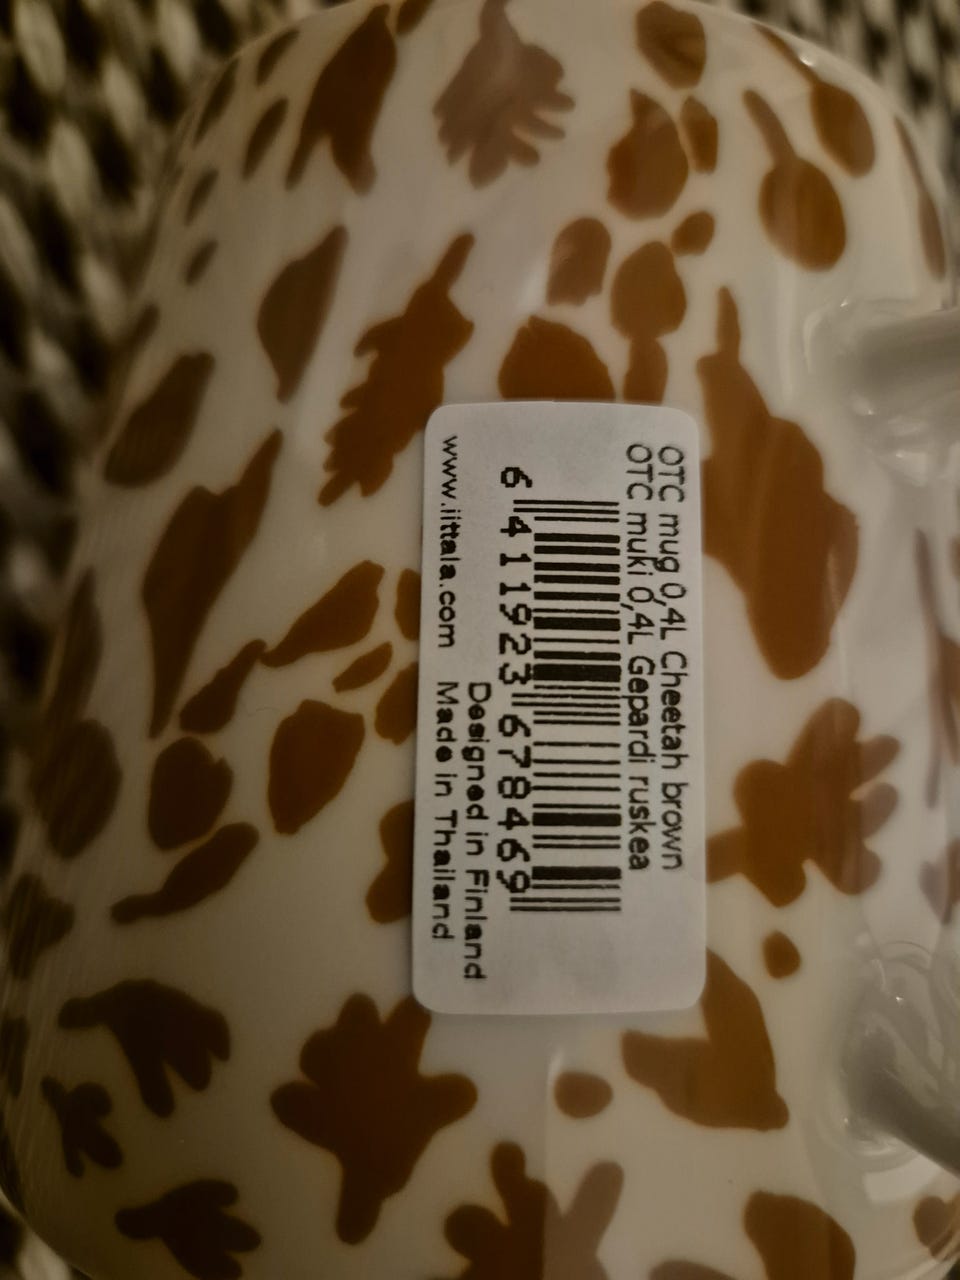 OTC mug 0,4L Cheetah brown
OTC muki 0,4L Gepardi ruskea
6 411923 678469
Designed in Finland
www.iittala.com Made in Thailand